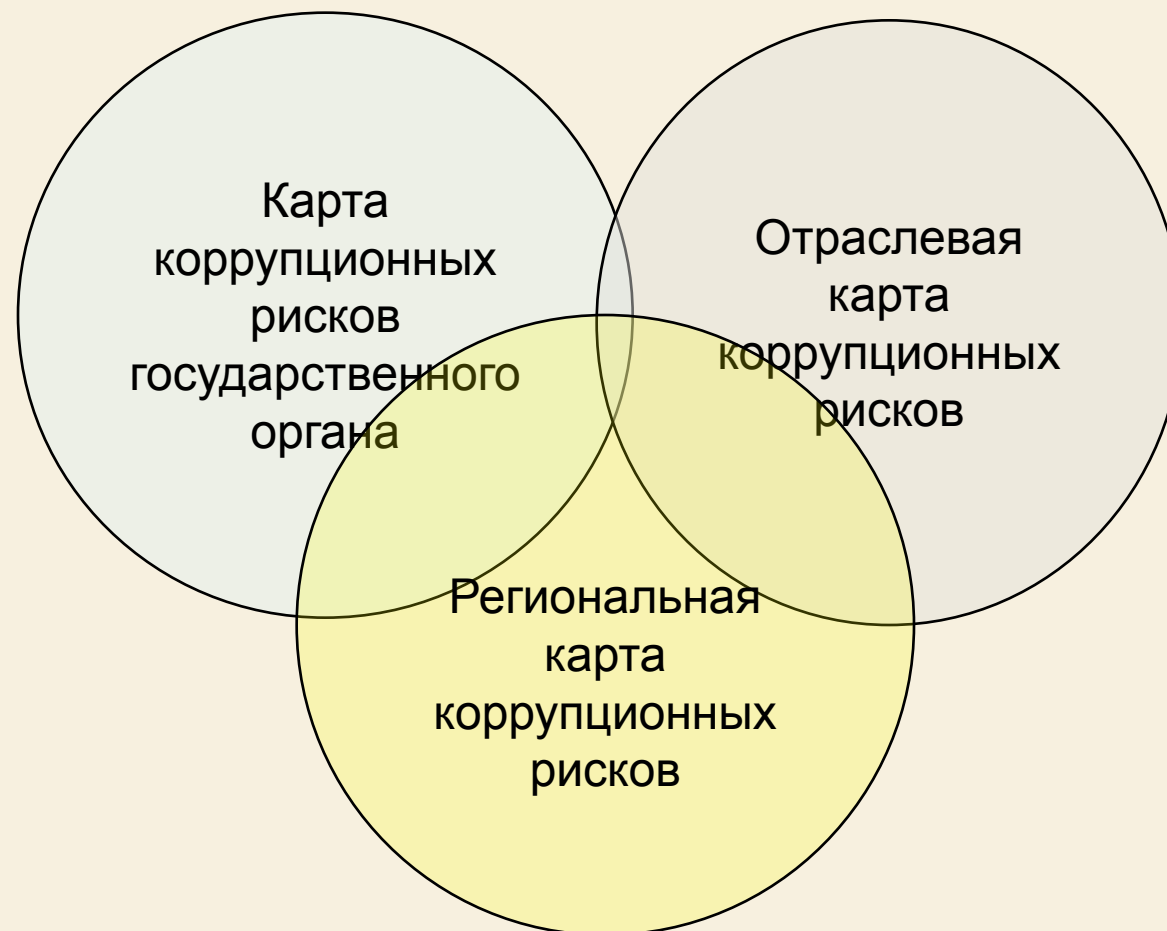 Карта
коррупционных
рисков
государственного
органа
Отраслевая
карта
коррупционных
рисков
Региональная
карта
коррупционных
рисков